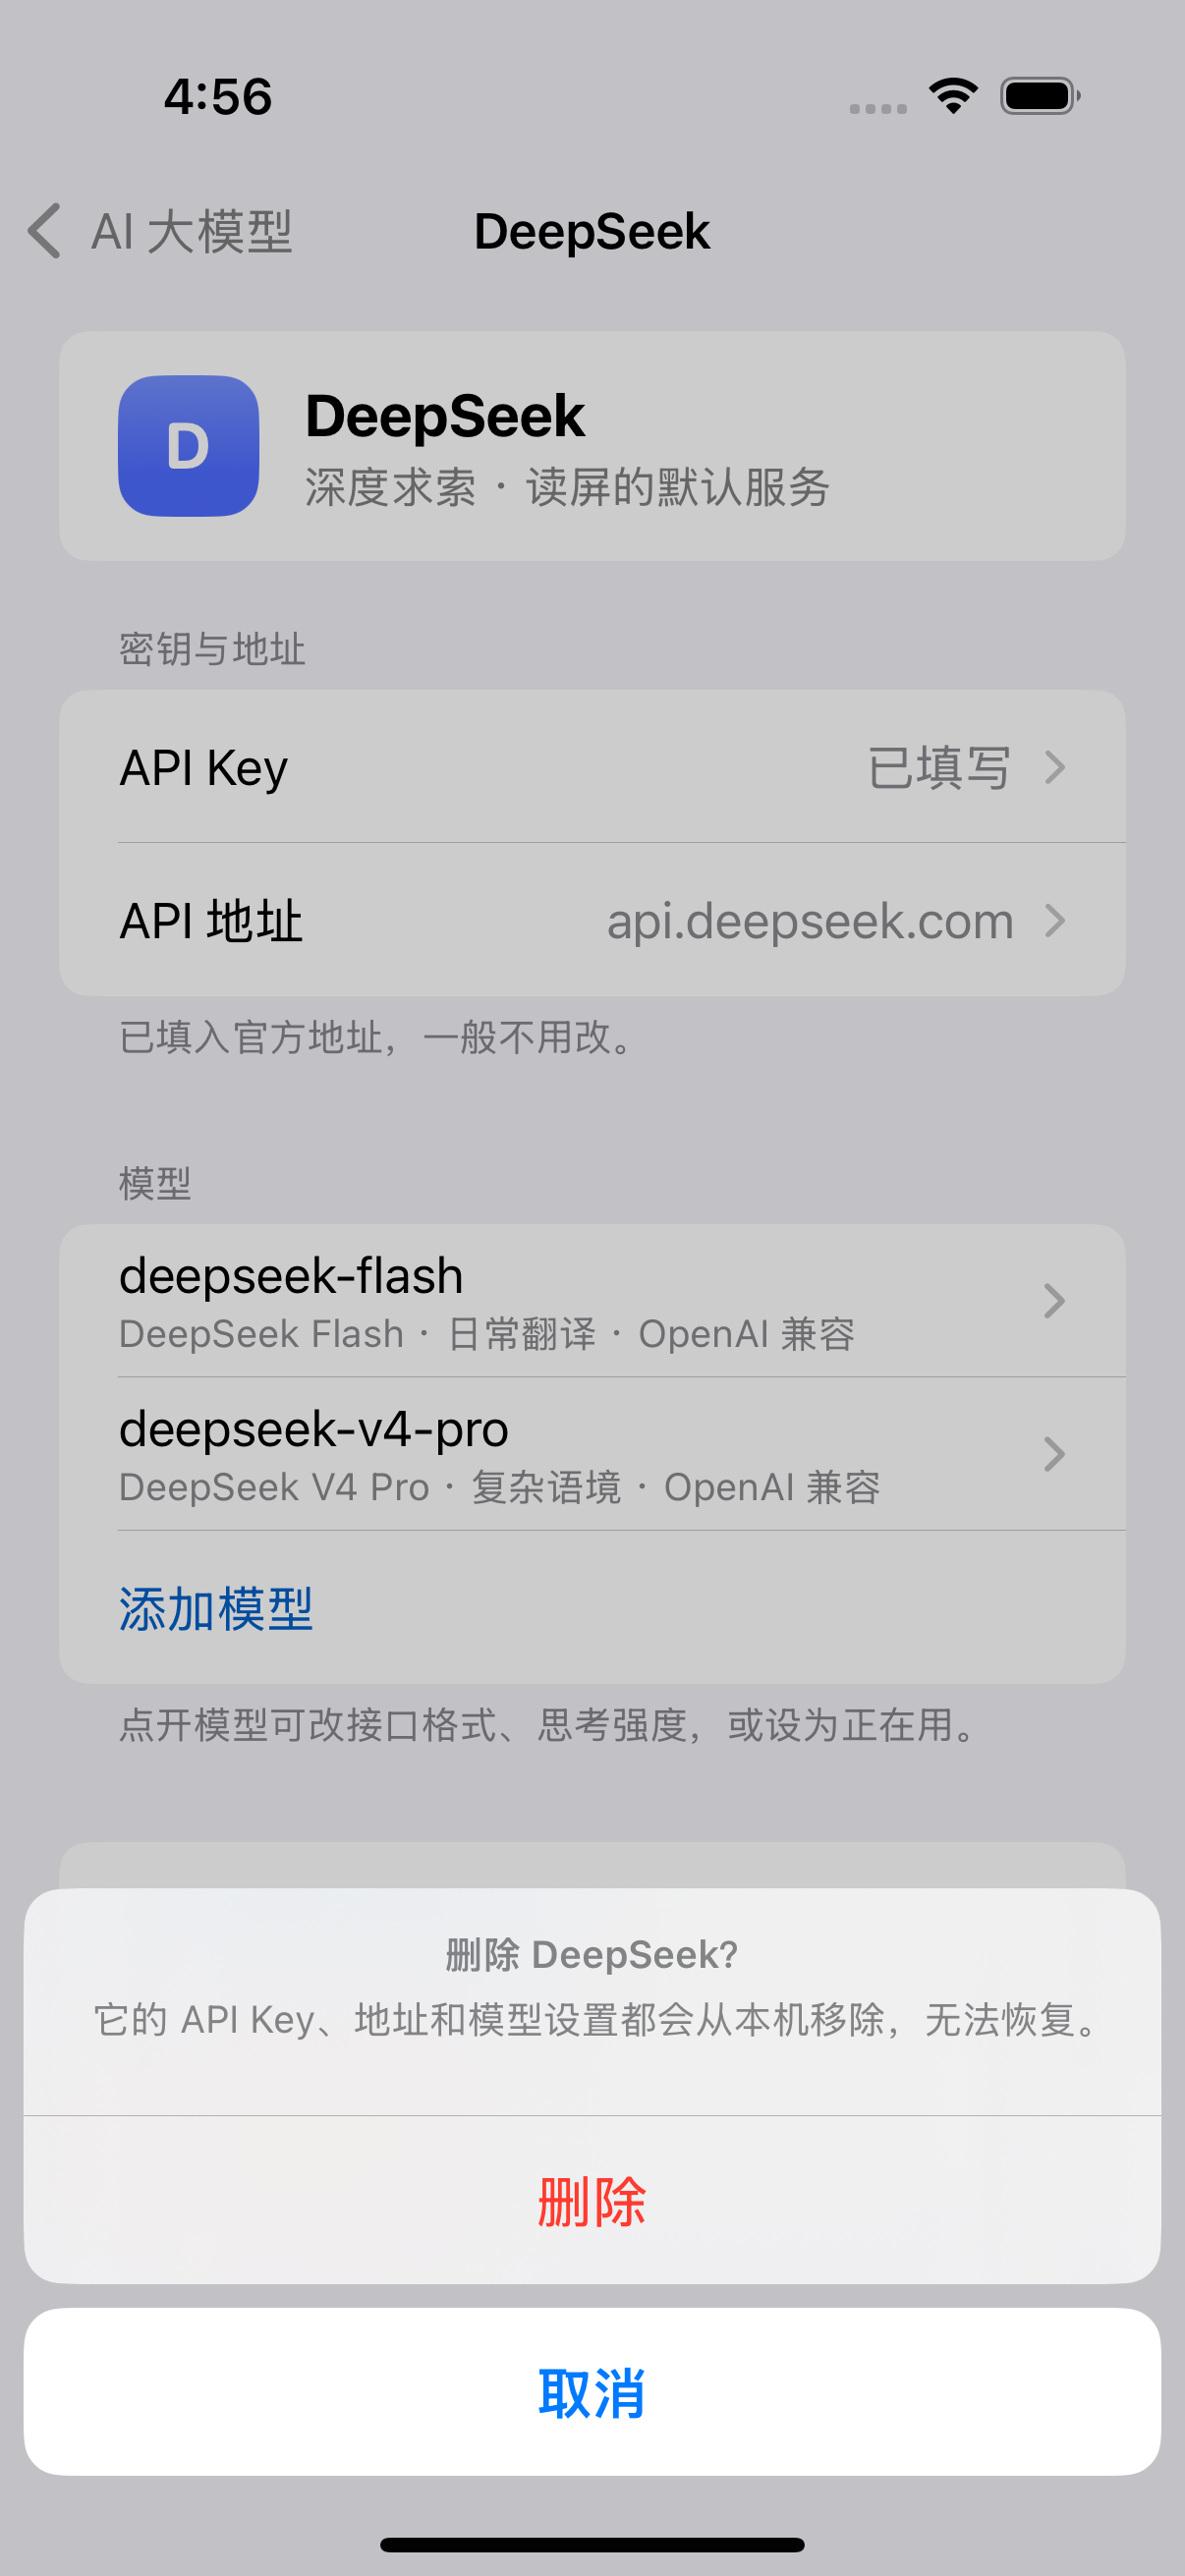 4:56
AI 大模型
DeepSeek
D
DeepSeek
深度求索 · 读屏的默认服务
密钥与地址
API Key
已填写
API 地址
api.deepseek.com
已填入官方地址，一般不用改。
模型
deepseek-flash
DeepSeek Flash · 日常翻译 · OpenAI 兼容
deepseek-v4-pro
DeepSeek V4 Pro · 复杂语境 · OpenAI 兼容
添加模型
点开模型可改接口格式、思考强度，或设为正在用。
删除 DeepSeek?
它的 API Key、地址和模型设置都会从本机移除，无法恢复。
删除
取消